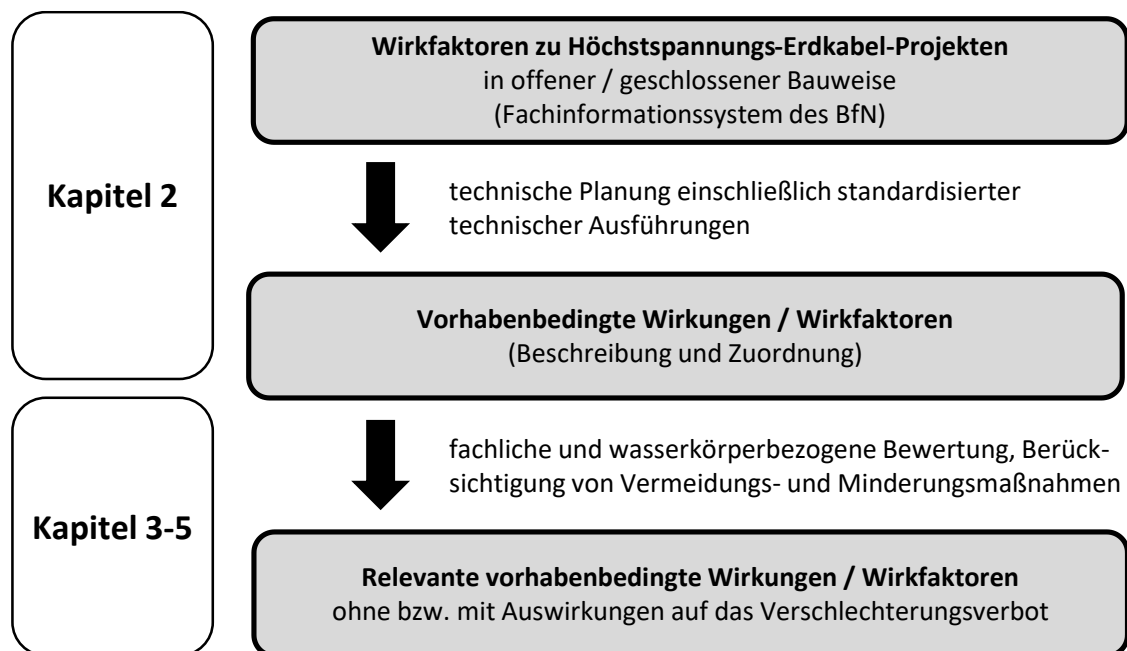 Kapitel 2
Wirkfaktoren zu Höchstspannungs-Erdkabel-Projekten
in offener / geschlossener Bauweise
(Fachinformationssystem des BfN)
technische Planung einschließlich standardisierter
technischer Ausführungen
Vorhabenbedingte Wirkungen / Wirkfaktoren
(Beschreibung und Zuordnung)
Kapitel 3-5
fachliche und wasserkörperbezogene Bewertung, Berück-
sichtigung von Vermeidungs- und Minderungsmaßnahmen
Relevante vorhabenbedingte Wirkungen / Wirkfaktoren
ohne bzw. mit Auswirkungen auf das Verschlechterungsverbot